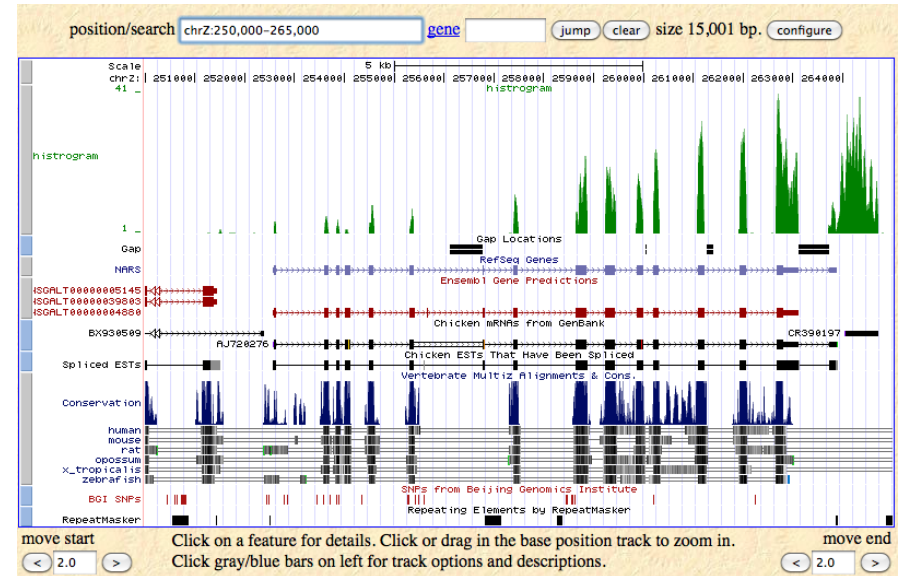 position/search chrZ:250,000-265,000 gene jump clear size 15,001 bp. configure
Scale 5 kb
chrZ: 251000 252000 253000 254000 255000 256000 257000 258000 259000 260000 261000 262000 263000 264000
41 _ histrogram
histrogram
1 _
Gap Locations
Gap
RefSeq Genes
NARS
Ensembl Gene Predictions
NSGALT00000005145
NSGALT00000039803
NSGALT00000004880
Chicken mRNAs from GenBank
BX930509 CR390197
AJ720276
Chicken ESTs That Have Been Spliced
Spliced ESTs
Vertebrate Multiz Alignments & Cons.
Conservation
human
mouse
rat
opossum
x_tropicalis
zebrafish
SNPs from Beijing Genomics Institute
BGI SNPs
Repeating Elements by RepeatMasker
RepeatMasker
move start Click on a feature for details. Click or drag in the base position track to zoom in. move end
< 2.0 > Click gray/blue bars on left for track options and descriptions. < 2.0 >